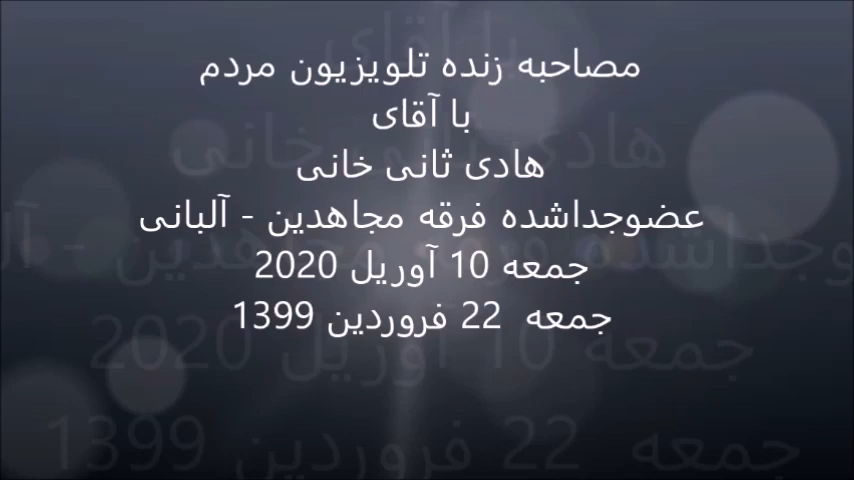 مصاحبه زنده تلویزیون مردم
با آقای
هادی ثانی خانی
عضوجداشده فرقه مجاهدین - آلبانی
جمعه 10 آوریل 2020
جمعه 22 فروردین 1399